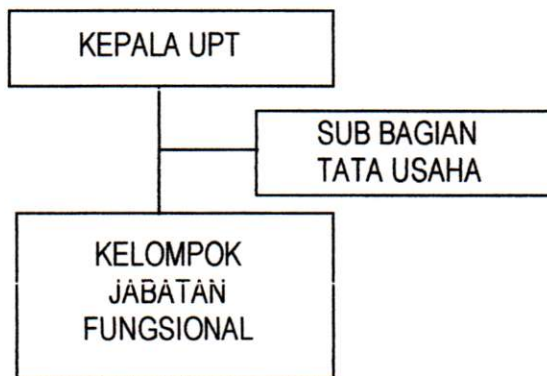 KEPALA UPT
SUB BAGIAN
TATA USAHA
KELOMPOK
JABATAN
FUNGSIONAL